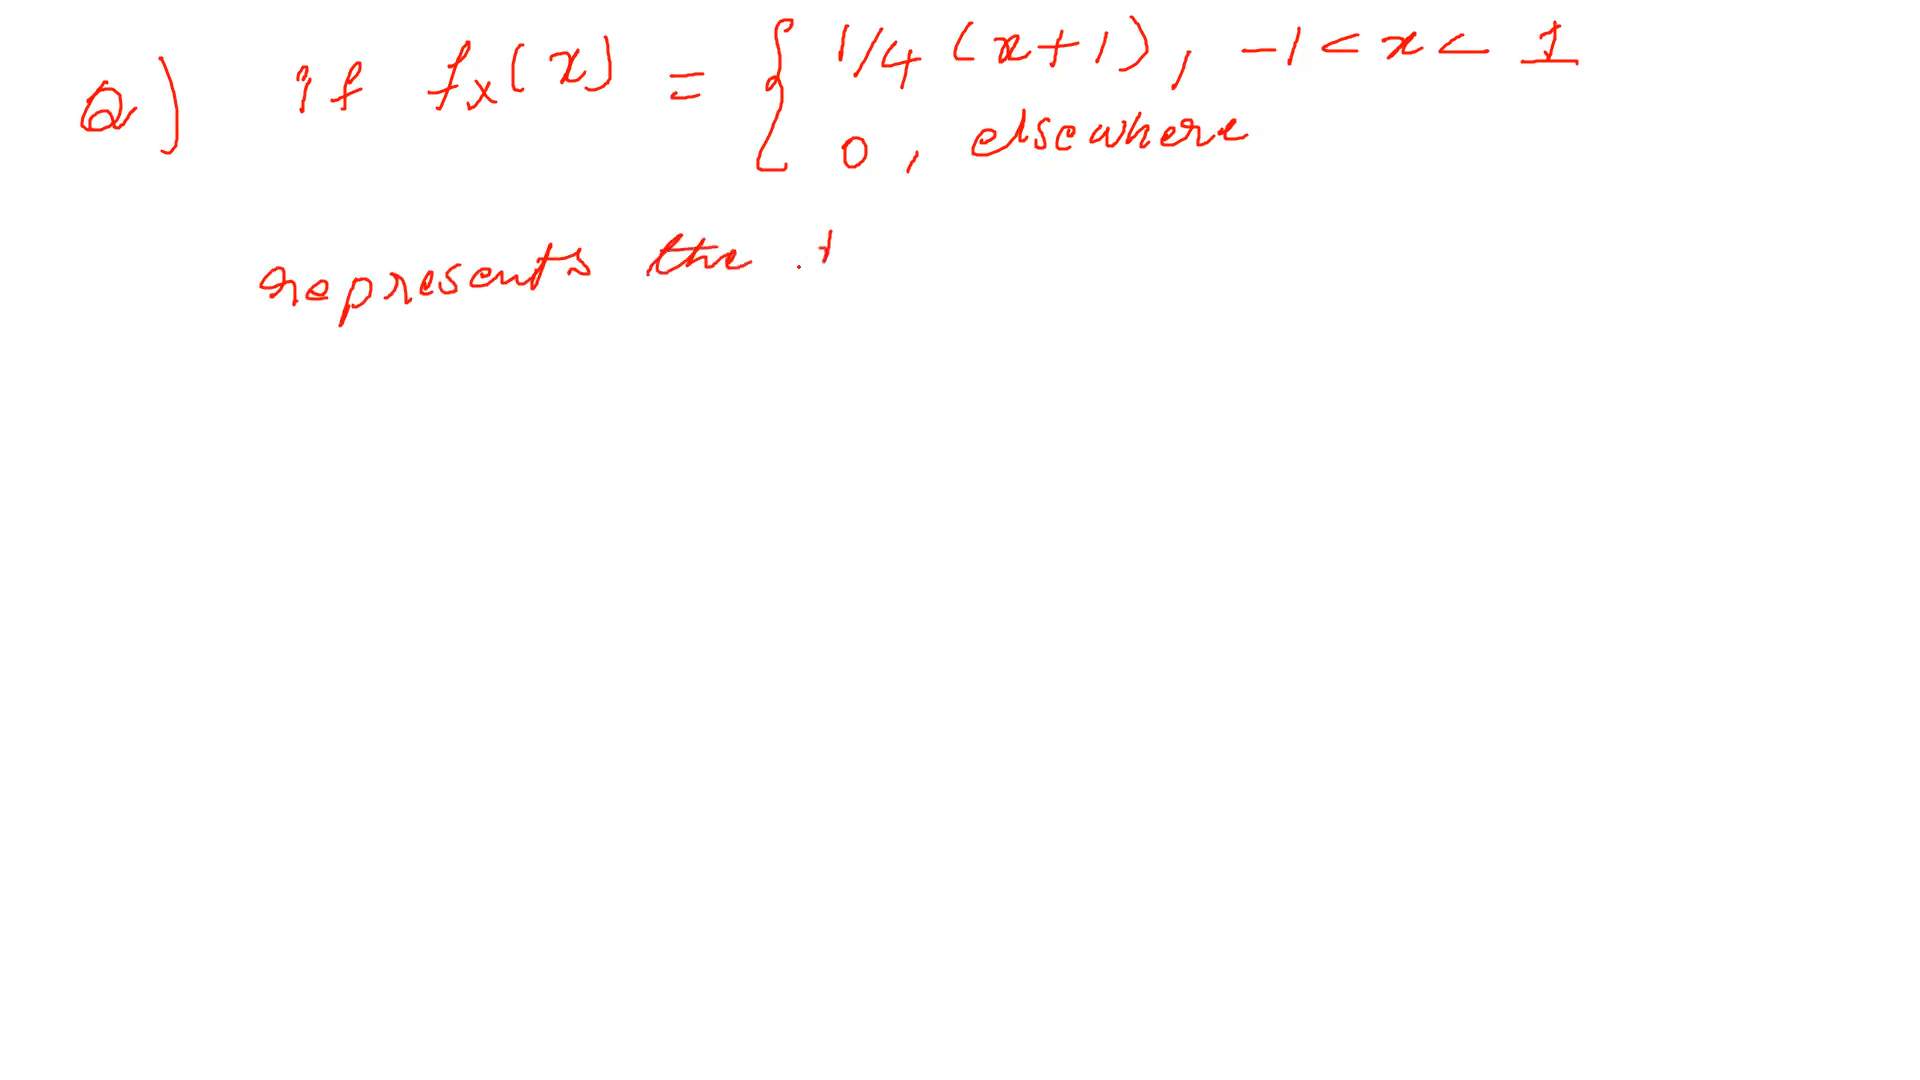 Q) if fx(x) = { 1/4 (x+1), -1 < x < 1
0, elsewhere
represents the